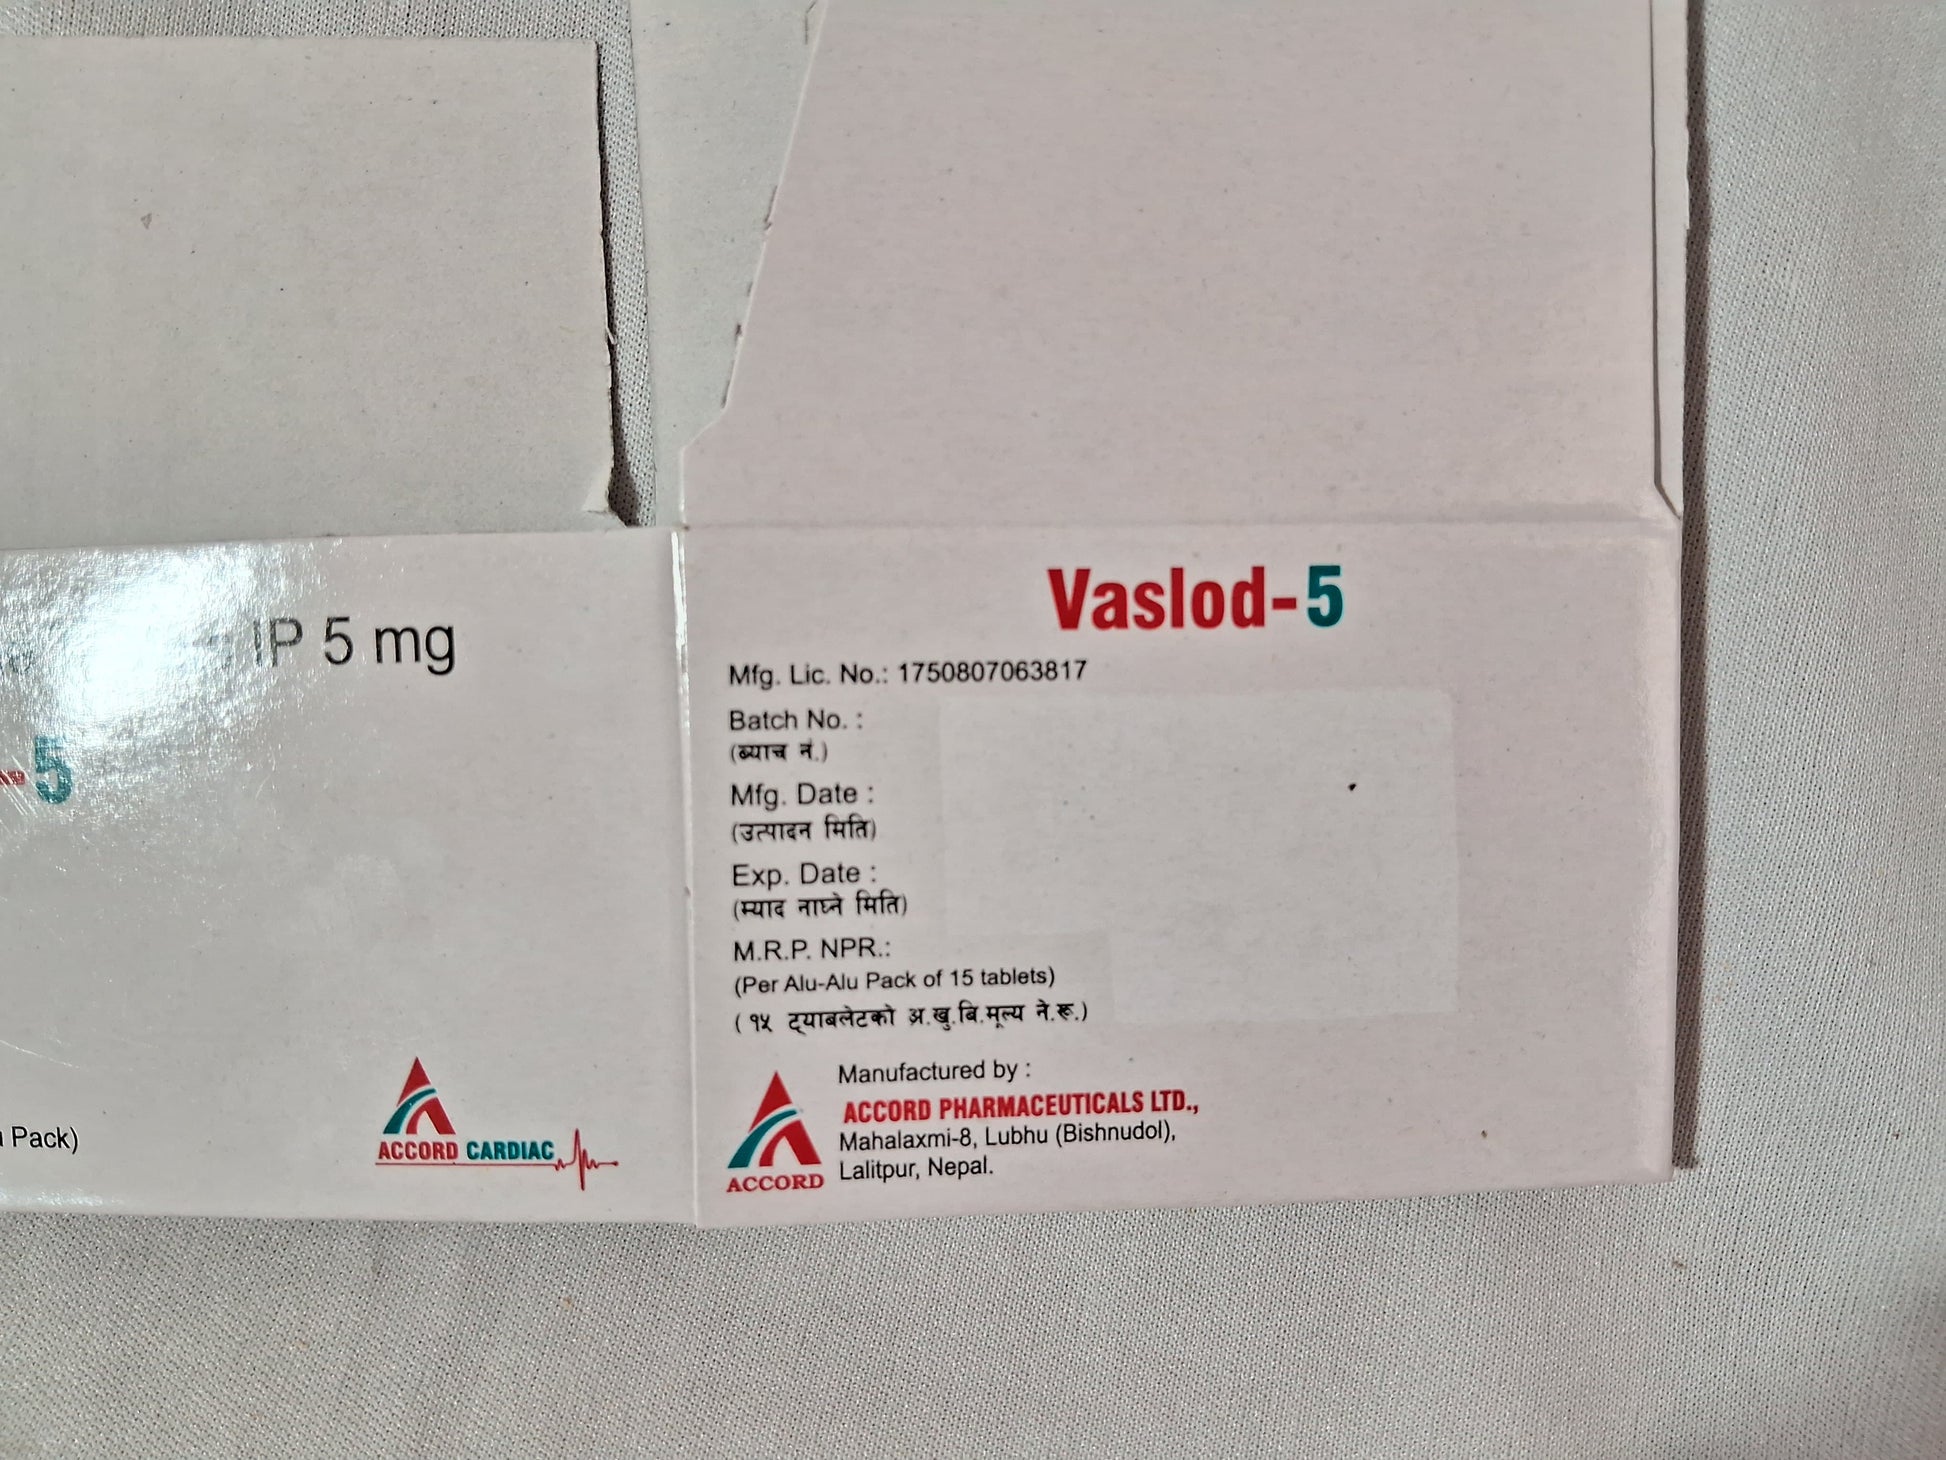 IP 5 mg
-5
Pack)
ACCORD CARDIAC
Vaslod-5
Mfg. Lic. No.: 1750807063817
Batch No. :
(ब्याच नं.)
Mfg. Date :
(उत्पादन मिति)
Exp. Date :
(म्याद नाघ्ने मिति)
M.R.P. NPR.:
(Per Alu-Alu Pack of 15 tablets)
( १५ ट्याबलेटको अ.खु.बि.मूल्य ने.रू.)
Manufactured by :
ACCORD PHARMACEUTICALS LTD.,
Mahalaxmi-8, Lubhu (Bishnudol),
Lalitpur, Nepal.
ACCORD